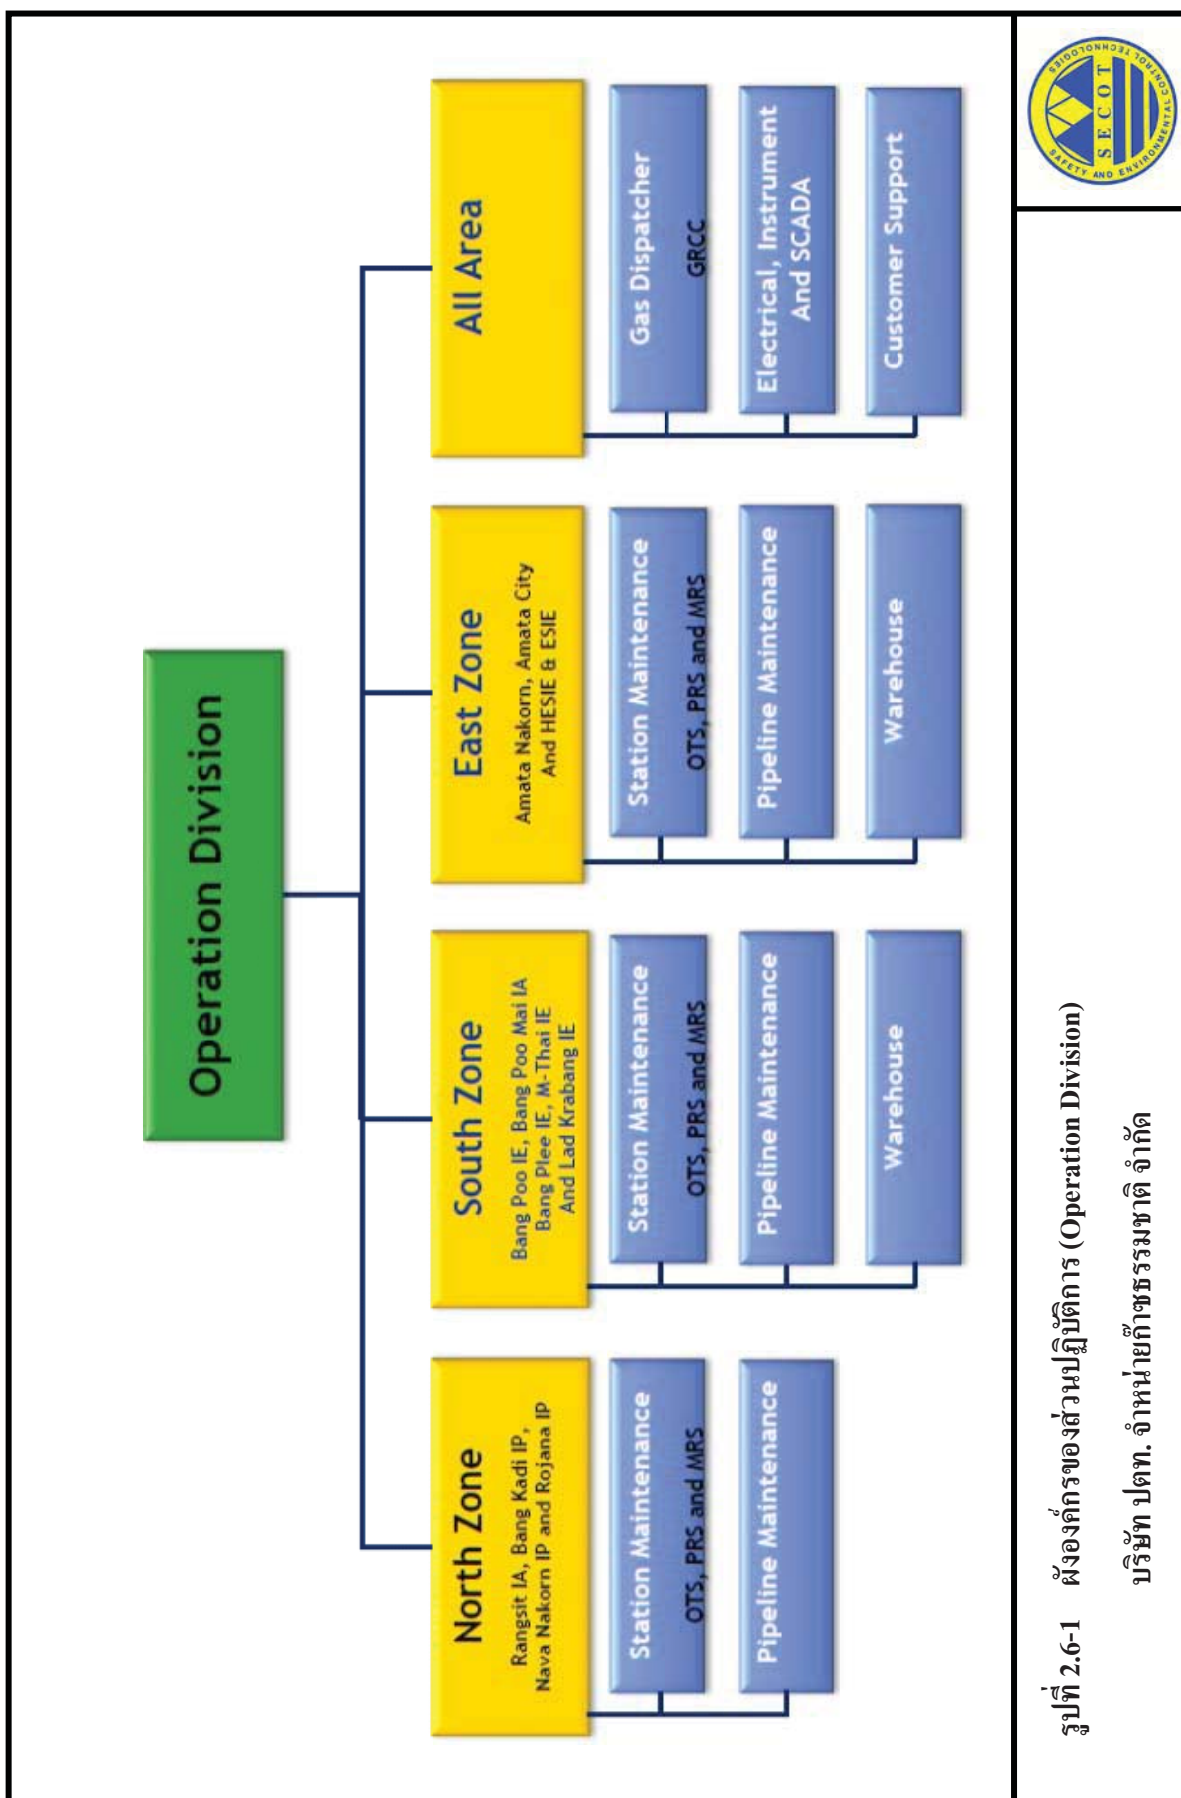 Operation Division
North Zone
Rangsit IA, Bang Kadi IP,
Nava Nakorn IP and Rojana IP
Station Maintenance
OTS, PRS and MRS
Pipeline Maintenance
South Zone
Bang Poo IE, Bang Poo Mai IA
Bang Plee IE, M-Thai IE
And Lad Krabang IE
Station Maintenance
OTS, PRS and MRS
Pipeline Maintenance
Warehouse
East Zone
Amata Nakorn, Amata City
And HESIE & ESIE
Station Maintenance
OTS, PRS and MRS
Pipeline Maintenance
Warehouse
All Area
Gas Dispatcher
GRCC
Electrical, Instrument
And SCADA
Customer Support
รูปที่ 2.6-1 ผังองค์กรของส่วนปฏิบัติการ (Operation Division)
บริษัท ปตท. จำหน่ายก๊าซธรรมชาติ จำกัด
SECOT
SAFETY AND ENVIRONMENTAL CONTROL TECHNOLOGIES